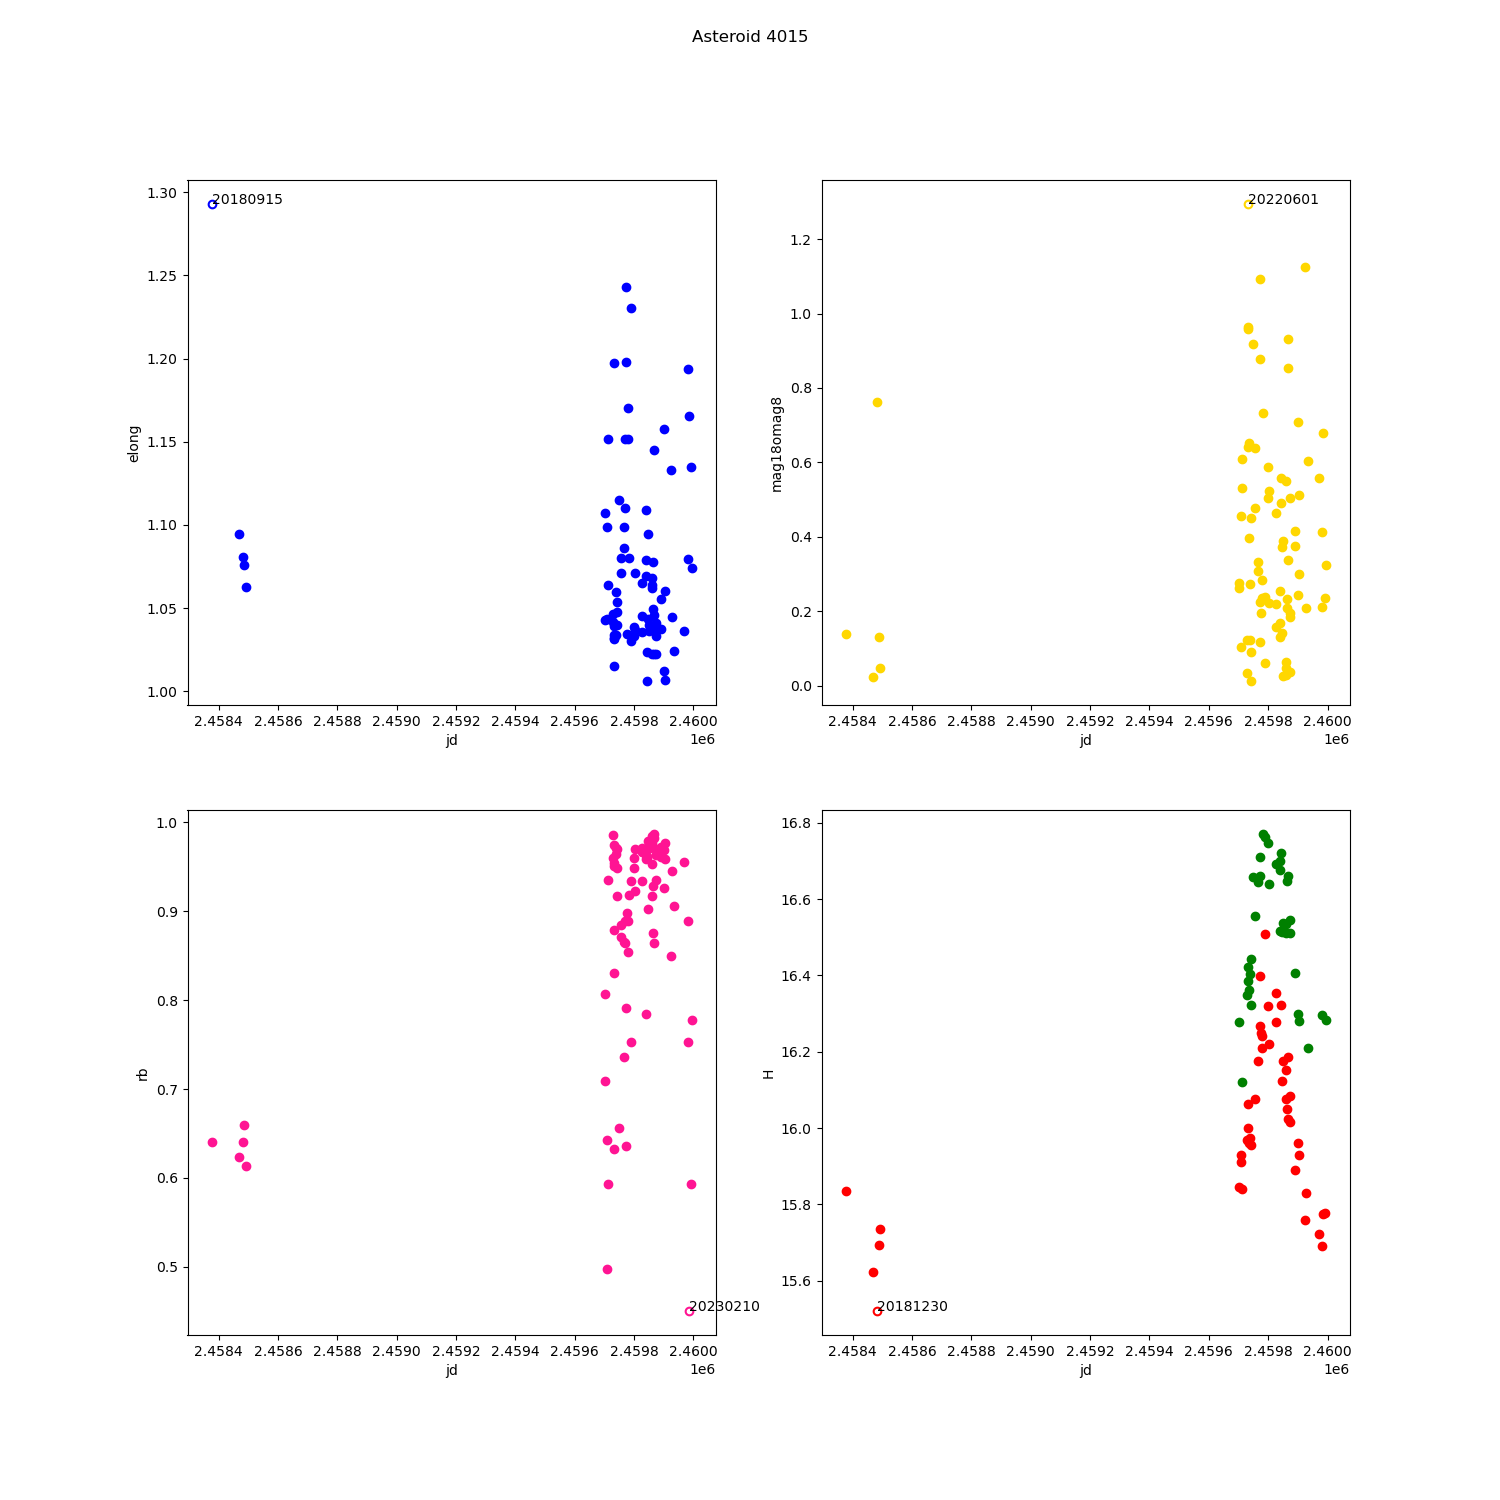 Asteroid 4015
1.30
1.25
1.20
1.15
1.10
1.05
1.00
elong
20180915
2.4584 2.4586 2.4588 2.4590 2.4592 2.4594 2.4596 2.4598 2.4600
jd
1e6
1.2
1.0
0.8
0.6
0.4
0.2
0.0
mag18omag8
20220601
2.4584 2.4586 2.4588 2.4590 2.4592 2.4594 2.4596 2.4598 2.4600
jd
1e6
1.0
0.9
0.8
0.7
0.6
0.5
rb
20230210
2.4584 2.4586 2.4588 2.4590 2.4592 2.4594 2.4596 2.4598 2.4600
jd
1e6
16.8
16.6
16.4
16.2
16.0
15.8
15.6
H
20181230
2.4584 2.4586 2.4588 2.4590 2.4592 2.4594 2.4596 2.4598 2.4600
jd
1e6